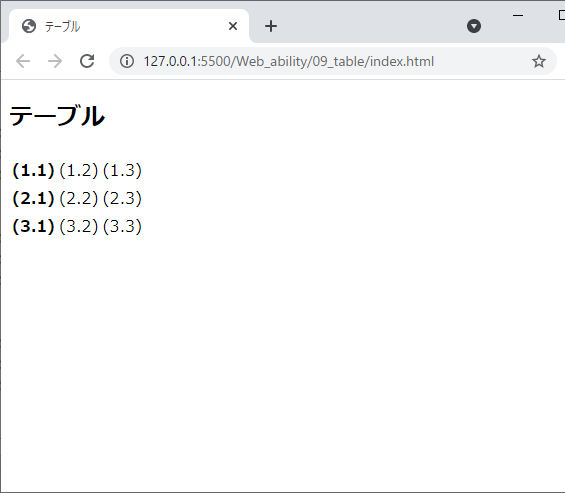 テーブル
127.0.0.1:5500/Web_ability/09_table/index.html
テーブル
(1.1) (1.2) (1.3)
(2.1) (2.2) (2.3)
(3.1) (3.2) (3.3)